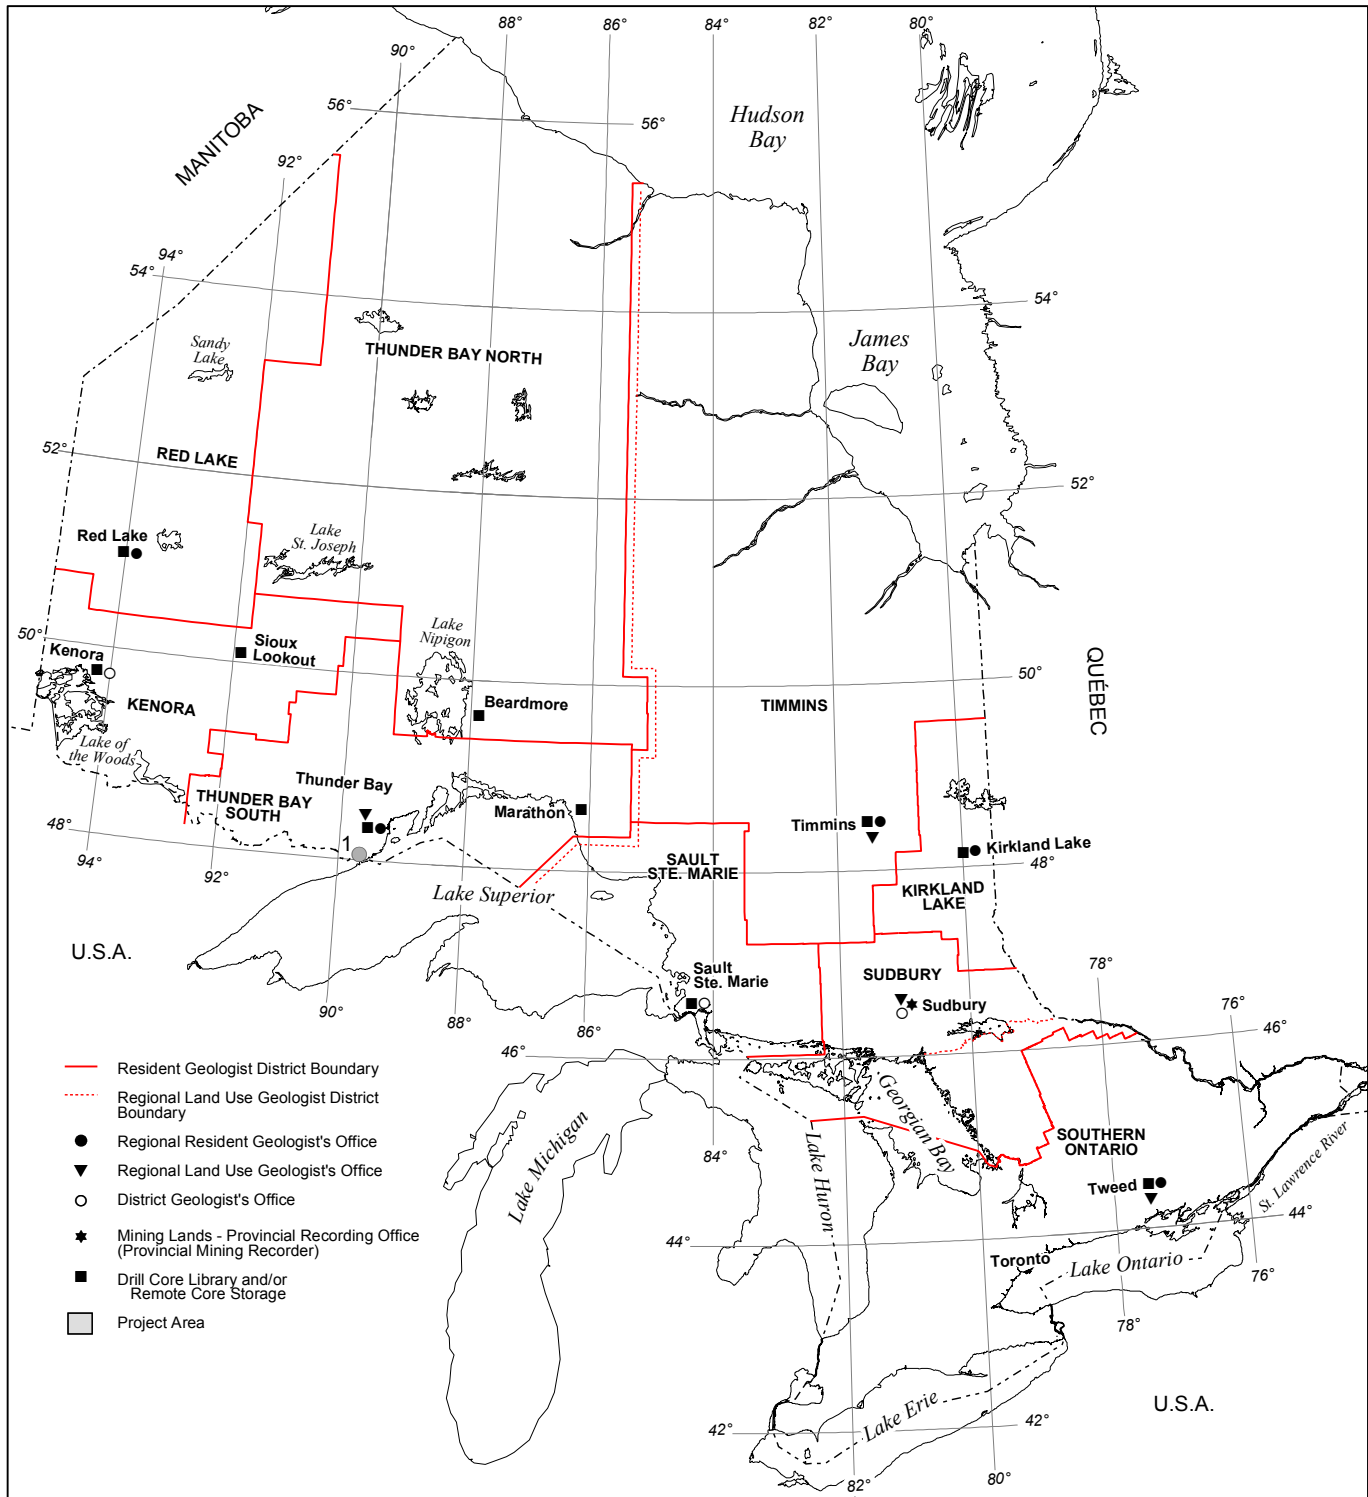 88°
86°
84°
82°
80°
90°
56°
56°
92°
94°
54°
54°
MANITOBA
Hudson
Bay
Sandy
Lake
THUNDER BAY NORTH
James
Bay
52°
RED LAKE
52°
Red Lake
Lake
St. Joseph
50°
Kenora
Sioux
Lookout
Lake
Nipigon
50°
KENORA
Beardmore
TIMMINS
QUÉBEC
Lake of
the Woods
Thunder Bay
THUNDER BAY
SOUTH
Marathon
Timmins
Kirkland Lake
48°
48°
94°
92°
1
SAULT
STE. MARIE
KIRKLAND
LAKE
Lake Superior
U.S.A.
Sault
Ste. Marie
SUDBURY
Sudbury
78°
76°
90°
88°
86°
46°
46°
Resident Geologist District Boundary
Regional Land Use Geologist District
Boundary
Regional Resident Geologist's Office
Regional Land Use Geologist's Office
District Geologist's Office
Mining Lands - Provincial Recording Office
(Provincial Mining Recorder)
Drill Core Library and/or
Remote Core Storage
Project Area
Lake Michigan
84°
Lake Huron
Georgian Bay
SOUTHERN
ONTARIO
Tweed
St. Lawrence River
44°
44°
Toronto
Lake Ontario
76°
78°
42°
Lake Erie
42°
U.S.A.
82°
80°